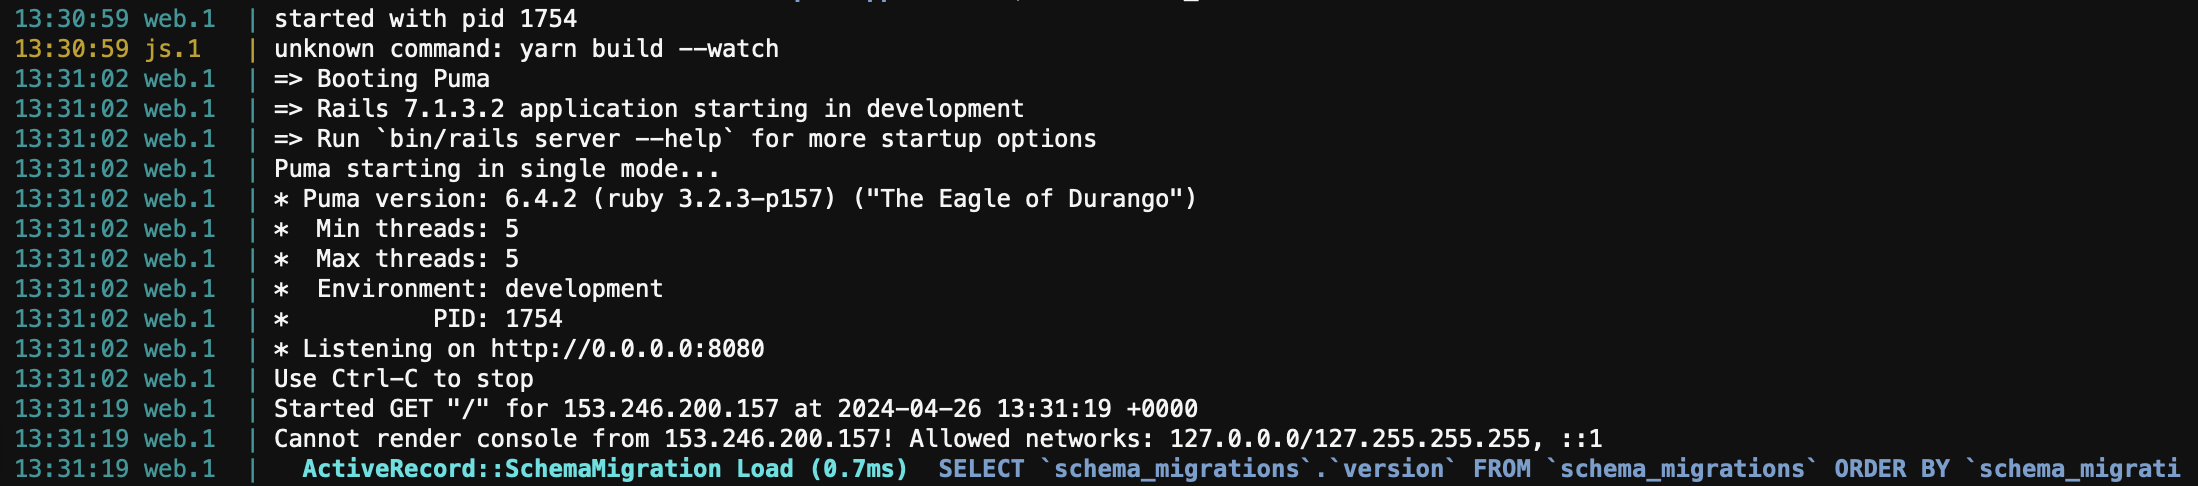 13:30:59 web.1  | started with pid 1754
13:30:59 js.1   | unknown command: yarn build --watch
13:31:02 web.1  | => Booting Puma
13:31:02 web.1  | => Rails 7.1.3.2 application starting in development
13:31:02 web.1  | => Run `bin/rails server --help` for more startup options
13:31:02 web.1  | Puma starting in single mode...
13:31:02 web.1  | * Puma version: 6.4.2 (ruby 3.2.3-p157) ("The Eagle of Durango")
13:31:02 web.1  | *  Min threads: 5
13:31:02 web.1  | *  Max threads: 5
13:31:02 web.1  | *  Environment: development
13:31:02 web.1  | *          PID: 1754
13:31:02 web.1  | * Listening on http://0.0.0.0:8080
13:31:02 web.1  | Use Ctrl-C to stop
13:31:19 web.1  | Started GET "/" for 153.246.200.157 at 2024-04-26 13:31:19 +0000
13:31:19 web.1  | Cannot render console from 153.246.200.157! Allowed networks: 127.0.0.0/127.255.255.255, ::1
13:31:19 web.1  |   ActiveRecord::SchemaMigration Load (0.7ms)  SELECT `schema_migrations`.`version` FROM `schema_migrations` ORDER BY `schema_migrati